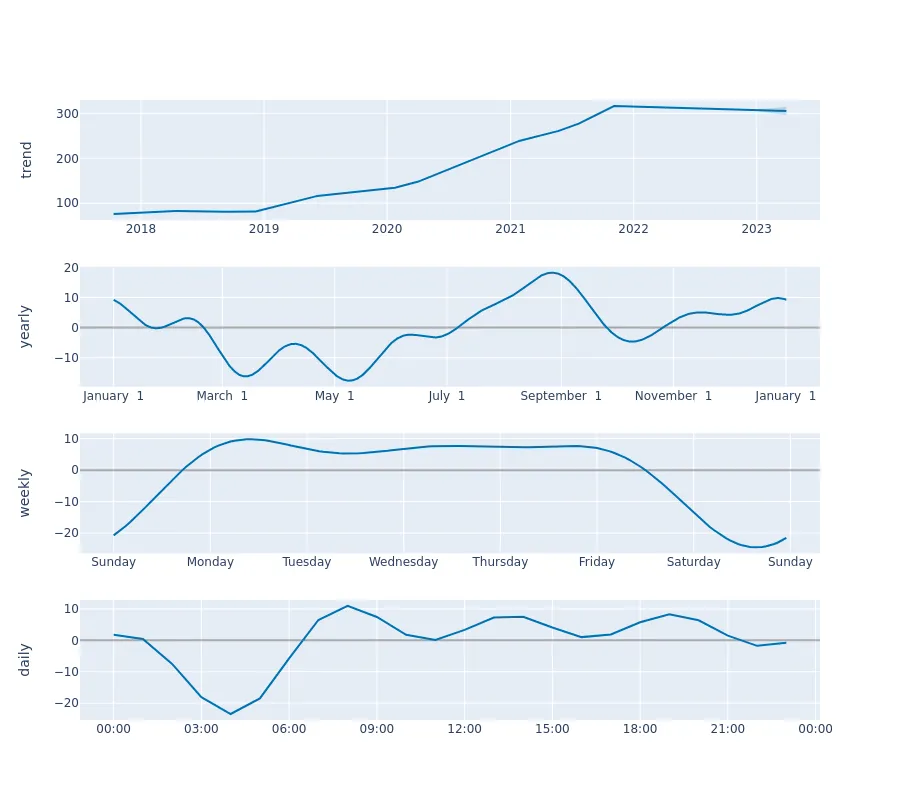 trend
300
200
100
2018 2019 2020 2021 2022 2023
yearly
20
10
0
−10
January 1 March 1 May 1 July 1 September 1 November 1 January 1
weekly
10
0
−10
−20
Sunday Monday Tuesday Wednesday Thursday Friday Saturday Sunday
daily
10
0
−10
−20
00:00 03:00 06:00 09:00 12:00 15:00 18:00 21:00 00:00